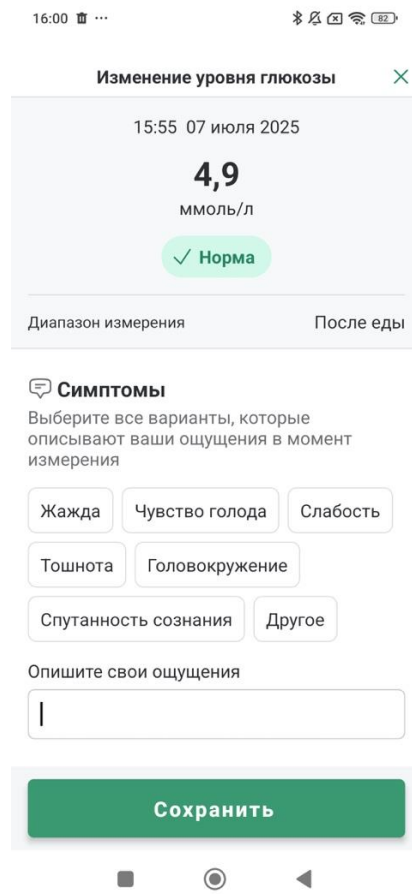 16:00 ... 82
Изменение уровня глюкозы
15:55 07 июля 2025
4,9
ммоль/л
Норма
Диапазон измерения После еды
Симптомы
Выберите все варианты, которые
описывают ваши ощущения в момент
измерения
Жажда Чувство голода Слабость
Тошнота Головокружение
Спутанность сознания Другое
Опишите свои ощущения
Сохранить